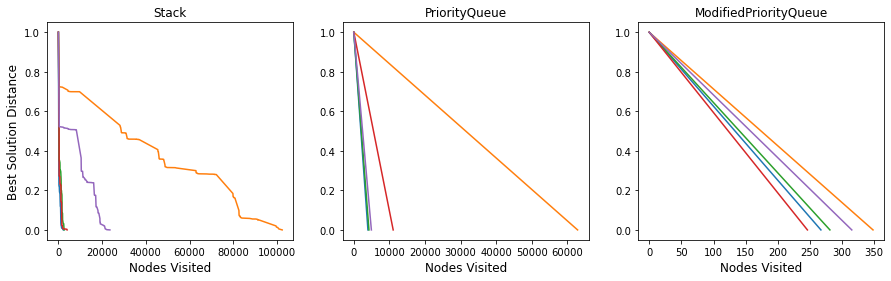 Stack
PriorityQueue
ModifiedPriorityQueue
Best Solution Distance
1.0
0.8
0.6
0.4
0.2
0.0
0 20000 40000 60000 80000 100000
Nodes Visited
1.0
0.8
0.6
0.4
0.2
0.0
0 10000 20000 30000 40000 50000 60000
Nodes Visited
1.0
0.8
0.6
0.4
0.2
0.0
0 50 100 150 200 250 300 350
Nodes Visited